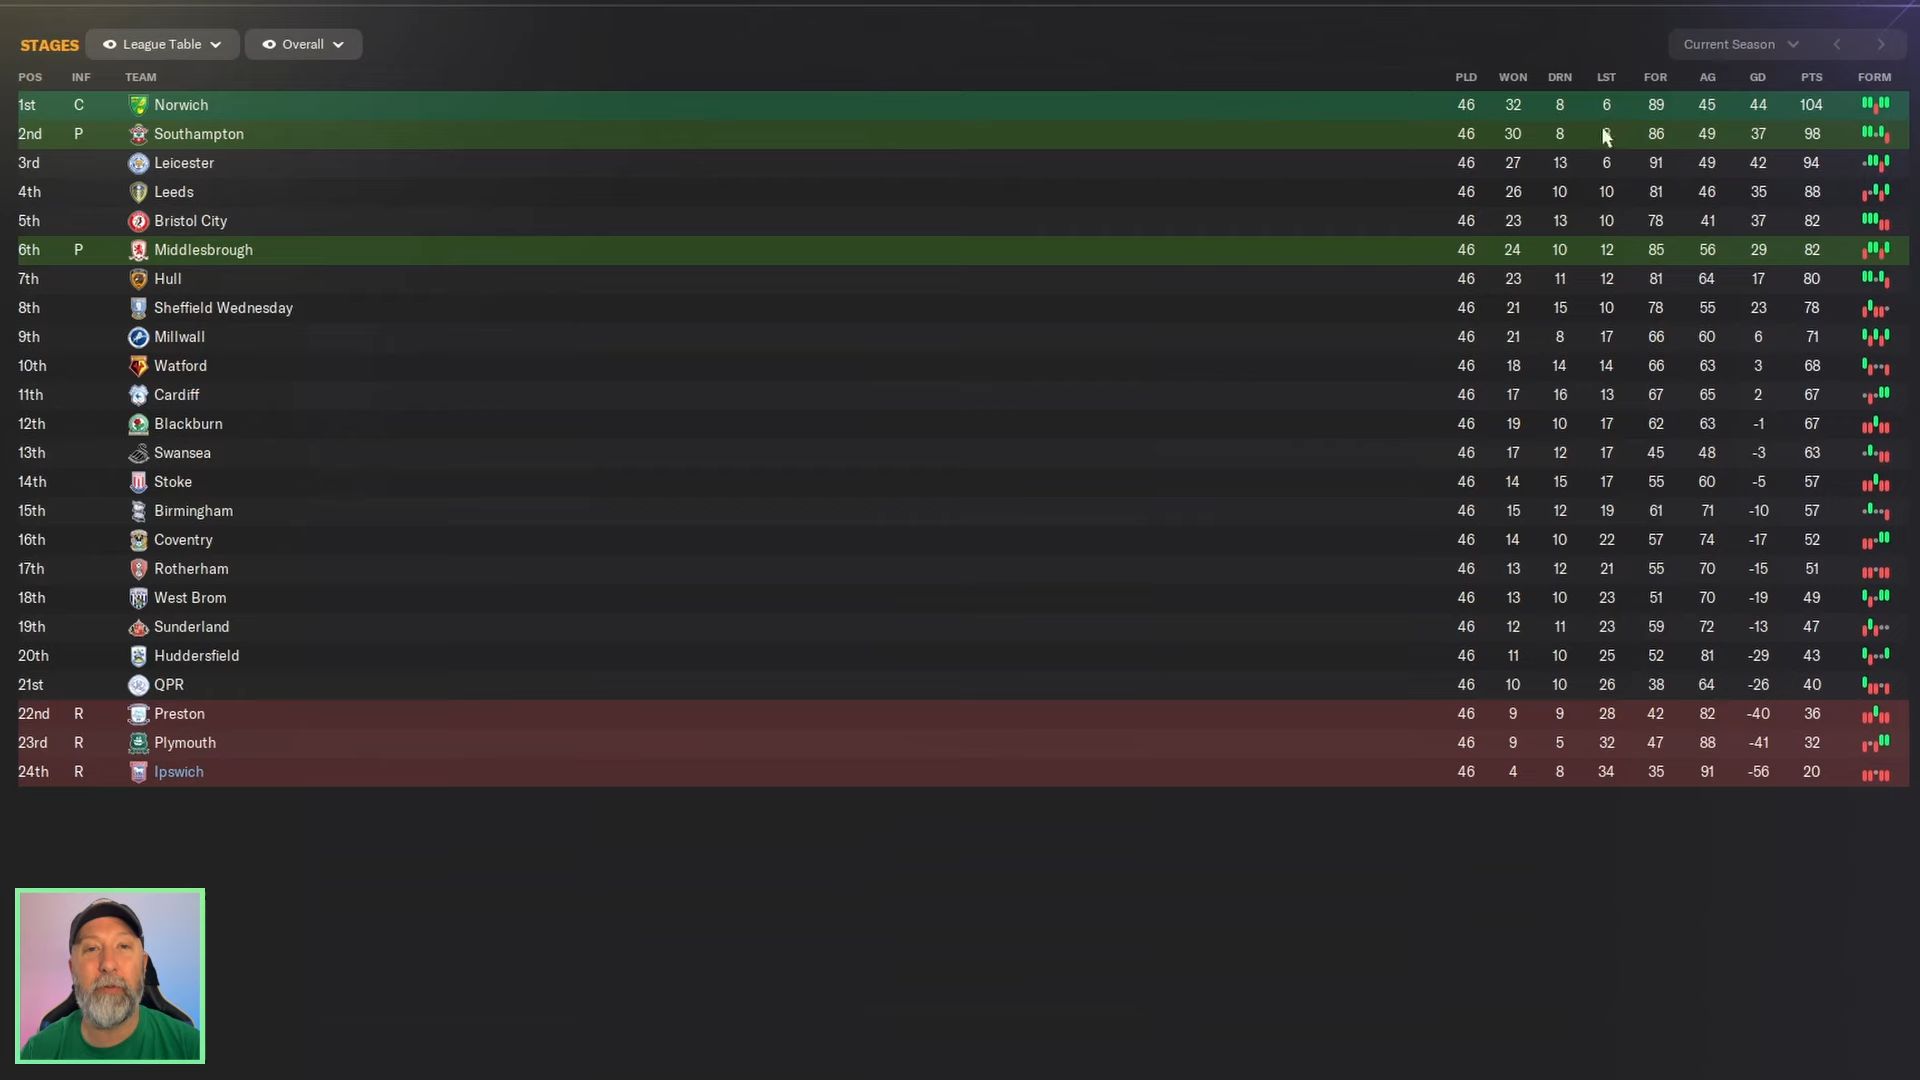 STAGES League Table Overall Current Season
POS INF TEAM PLD WON DRN LST FOR AG GD PTS FORM
1st C Norwich 46 32 8 6 89 45 44 104
2nd P Southampton 46 30 8 86 49 37 98
3rd Leicester 46 27 13 6 91 49 42 94
4th Leeds 46 26 10 10 81 46 35 88
5th Bristol City 46 23 13 10 78 41 37 82
6th P Middlesbrough 46 24 10 12 85 56 29 82
7th Hull 46 23 11 12 81 64 17 80
8th Sheffield Wednesday 46 21 15 10 78 55 23 78
9th Millwall 46 21 8 17 66 60 6 71
10th Watford 46 18 14 14 66 63 3 68
11th Cardiff 46 17 16 13 67 65 2 67
12th Blackburn 46 19 10 17 62 63 -1 67
13th Swansea 46 17 12 17 45 48 -3 63
14th Stoke 46 14 15 17 55 60 -5 57
15th Birmingham 46 15 12 19 61 71 -10 57
16th Coventry 46 14 10 22 57 74 -17 52
17th Rotherham 46 13 12 21 55 70 -15 51
18th West Brom 46 13 10 23 51 70 -19 49
19th Sunderland 46 12 11 23 59 72 -13 47
20th Huddersfield 46 11 10 25 52 81 -29 43
21st QPR 46 10 10 26 38 64 -26 40
22nd R Preston 46 9 9 28 42 82 -40 36
23rd R Plymouth 46 9 5 32 47 88 -41 32
24th R Ipswich 46 4 8 34 35 91 -56 20